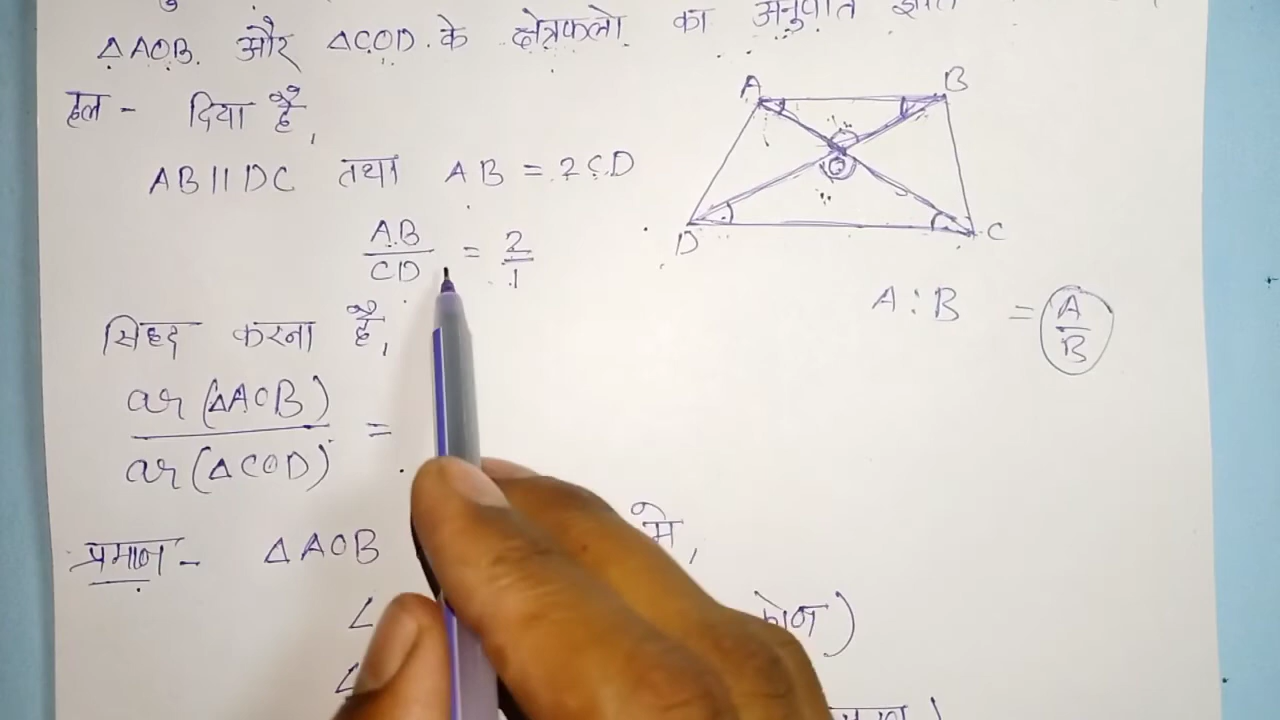 ΔAOB. और ΔCOD. के क्षेत्रफलो का अनुपात
हल - दिया है,
AB||DC तथा AB = 2CD
AB/CD = 2/1
सिध्द करना है,
ar(ΔAOB)/ar(ΔCOD) =
प्रमान - ΔAOB मे,
∠
∠
A B
O
D C
A : B = A/B